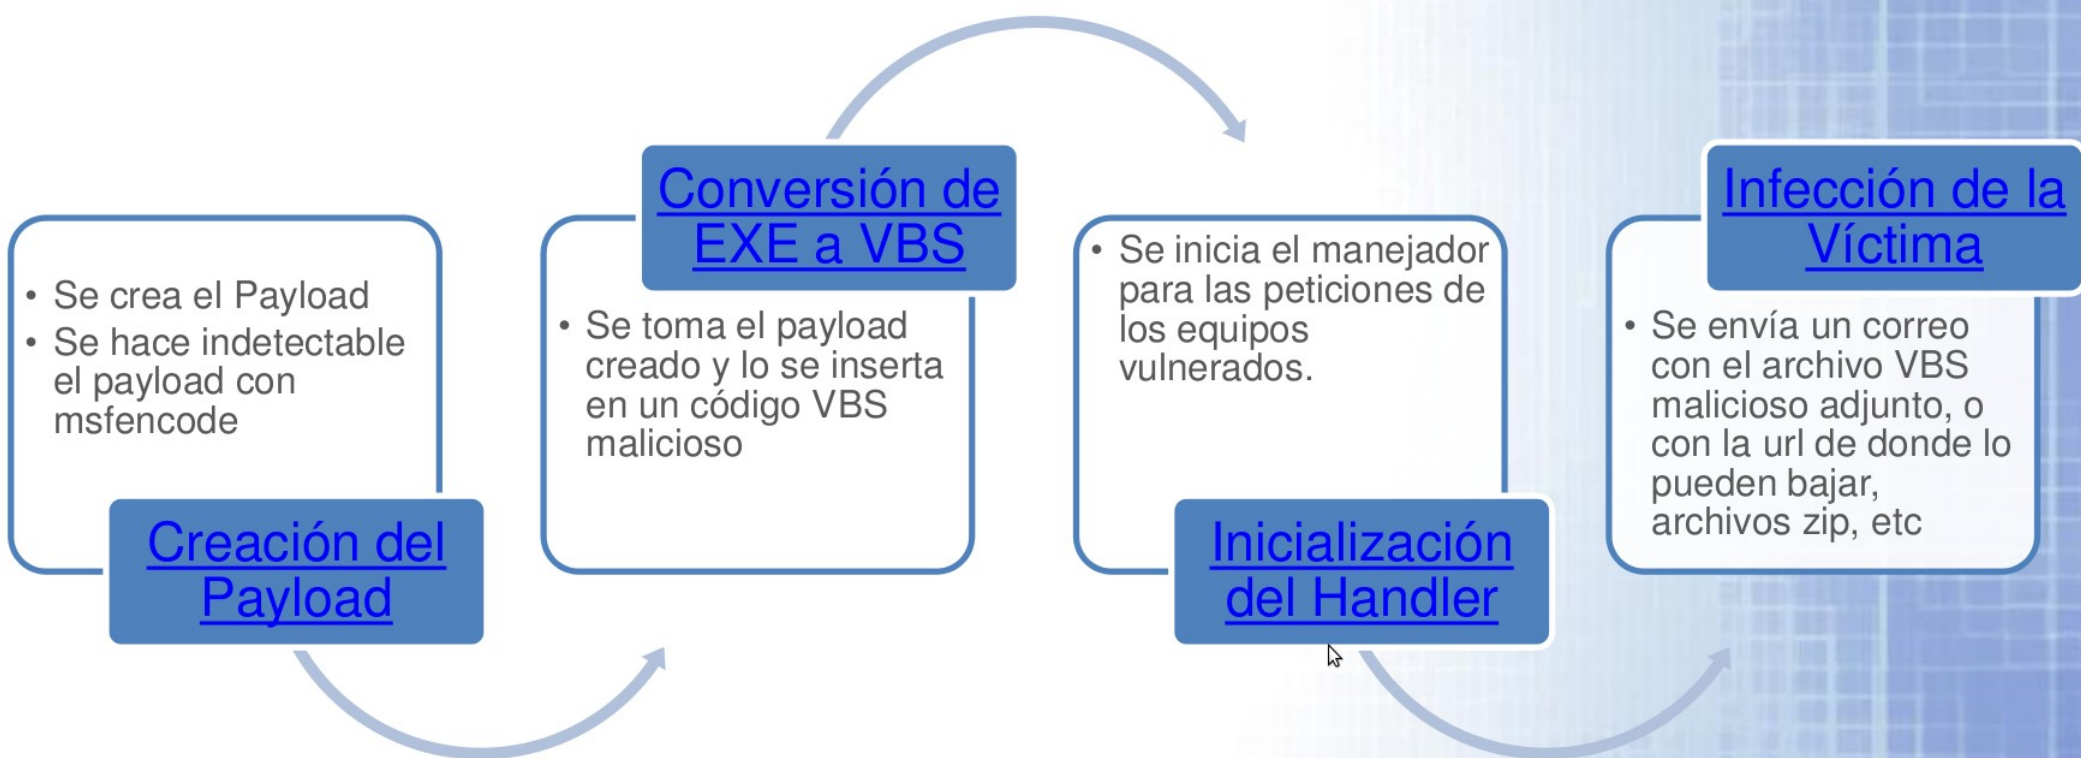 • Se crea el Payload
• Se hace indetectable
el payload con
msfencode
Creación del
Payload
Conversión de
EXE a VBS
• Se toma el payload
creado y lo se inserta
en un código VBS
malicioso
• Se inicia el manejador
para las peticiones de
los equipos
vulnerados.
Inicialización
del Handler
Infección de la
Víctima
• Se envía un correo
con el archivo VBS
malicioso adjunto, o
con la url de donde lo
pueden bajar,
archivos zip, etc